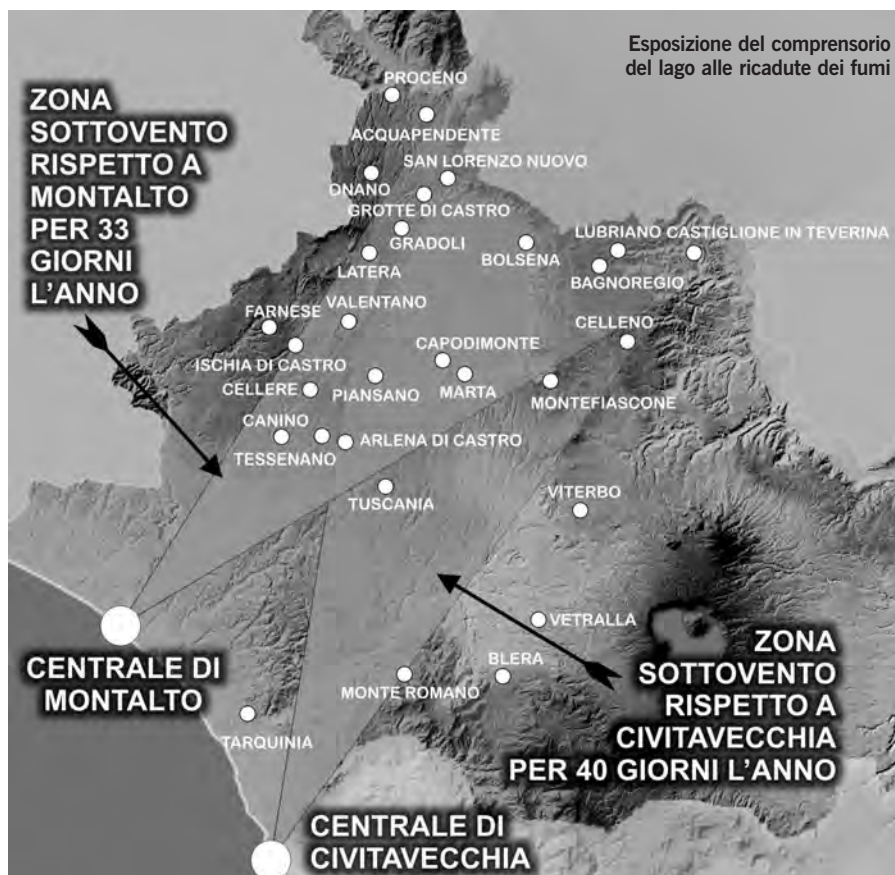 Esposizione del comprensorio
del lago alle ricadute dei fumi
ZONA
SOTTOVENTO
RISPETTO A
MONTALTO
PER 33
GIORNI
L'ANNO
PROCENO
ACQUAPENDENTE
SAN LORENZO NUOVO
ONANO
GROTTE DI CASTRO
GRADOLI
LATERA
BOLSENA
LUBRIANO
CASTIGLIONE IN TEVERINA
BAGNOREGIO
VALENTANO
FARNESE
CELLENO
ISCHIA DI CASTRO
CAPODIMONTE
CELLERE
PIANSANO
MARTA
MONTEFIASCONE
CANINO
TESSENANO
ARLENA DI CASTRO
TUSCANIA
VITERBO
VETRALLA
CENTRALE DI
MONTALTO
BLERA
MONTE ROMANO
TARQUINIA
ZONA
SOTTOVENTO
RISPETTO A
CIVITAVECCHIA
PER 40 GIORNI L'ANNO
CENTRALE DI
CIVITAVECCHIA